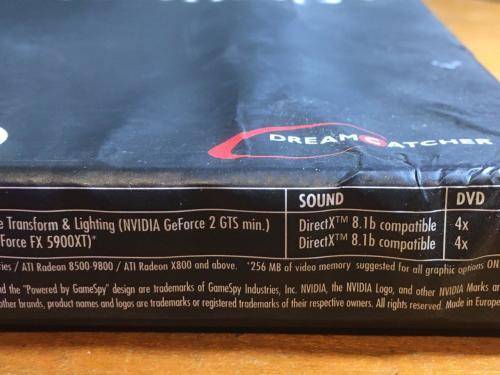 DREAMCATCHER
SOUND DVD
Transform & Lighting (NVIDIA GeForce 2 GTS min.) DirectX™ 8.1b compatible 4x
Force FX 5900XT)* DirectX™ 8.1b compatible 4x
/ ATI Radeon 8500-9800 / ATI Radeon X800 and above. *256 MB of video memory suggested for all graphic options ON.
the "Powered by GameSpy" design are trademarks of GameSpy Industries, Inc. NVIDIA, the NVIDIA Logo, and other NVIDIA Marks
other brands, product names and logos are trademarks or registered trademarks of their respective owners. All rights reserved. Made in Europe